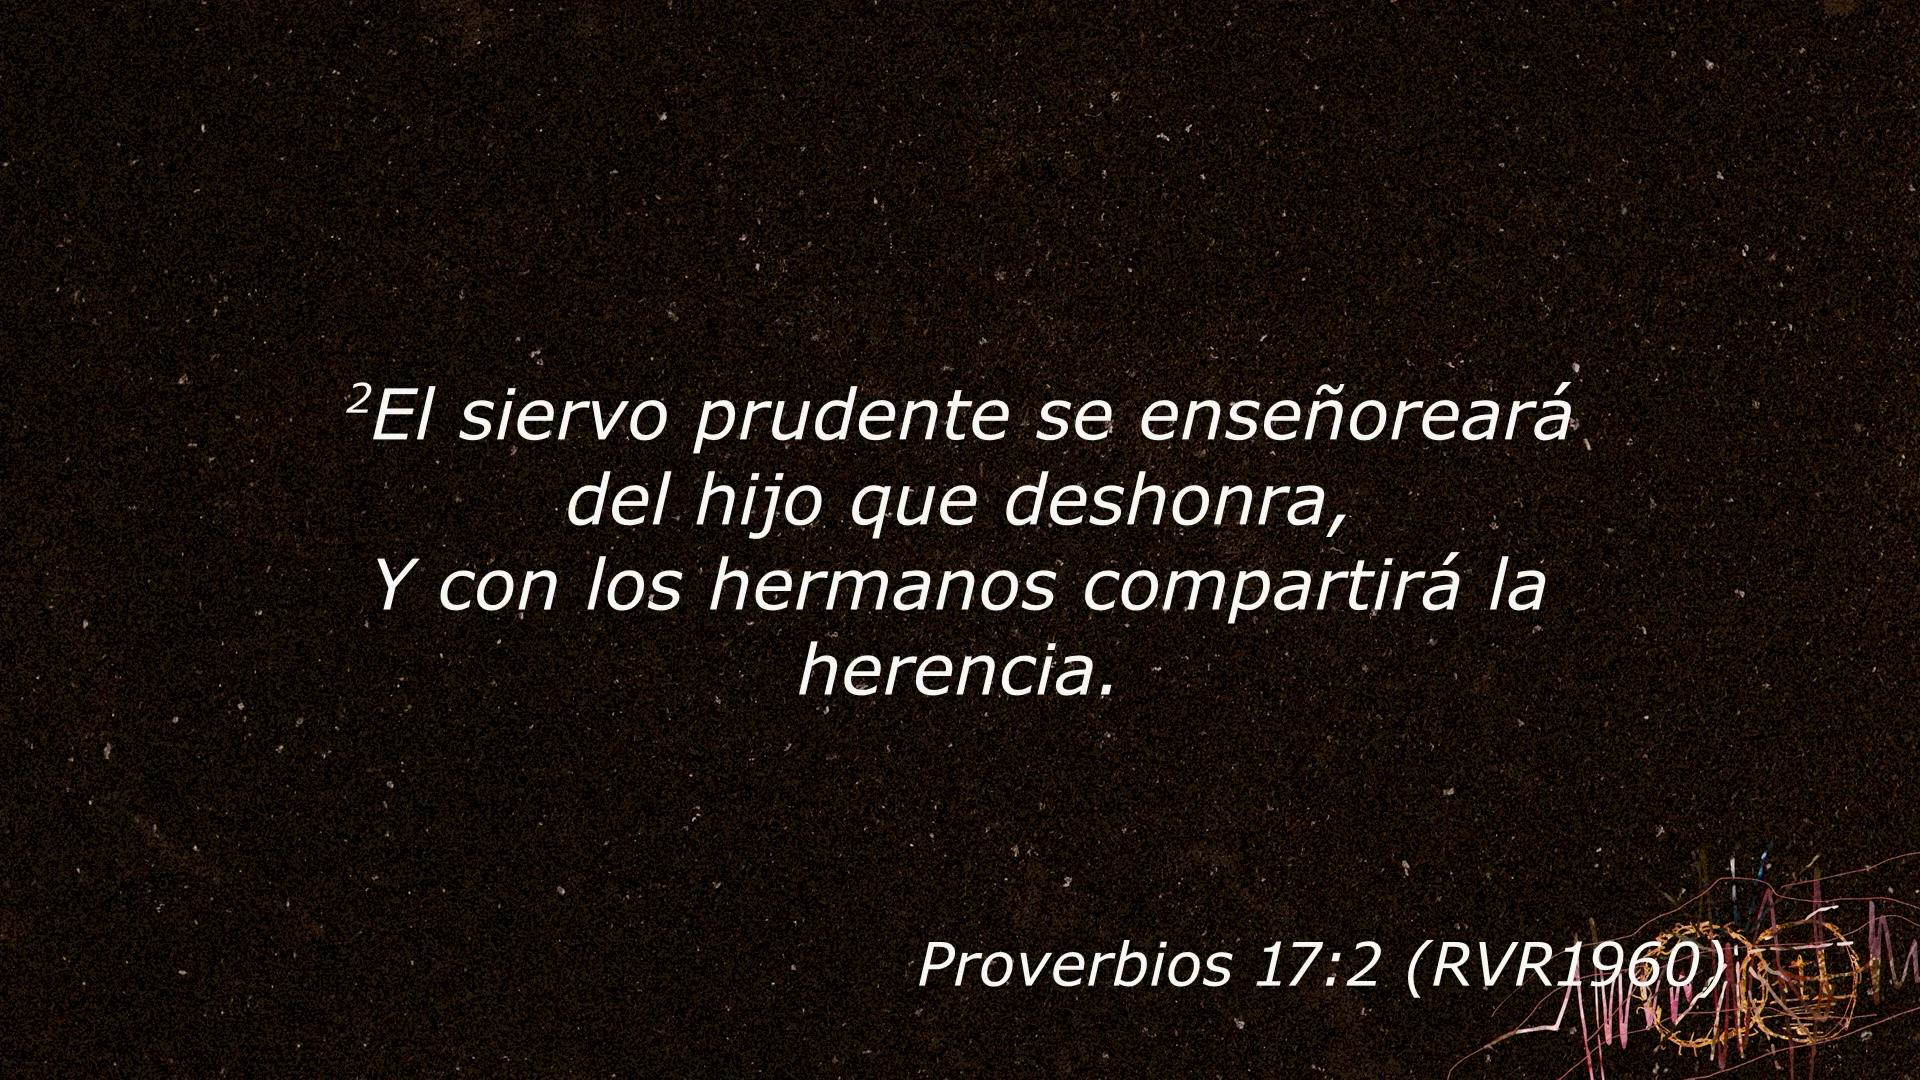 ²El siervo prudente se enseñoreará
del hijo que deshonra,
Y con los hermanos compartirá la
herencia.
Proverbios 17:2 (RVR1960)